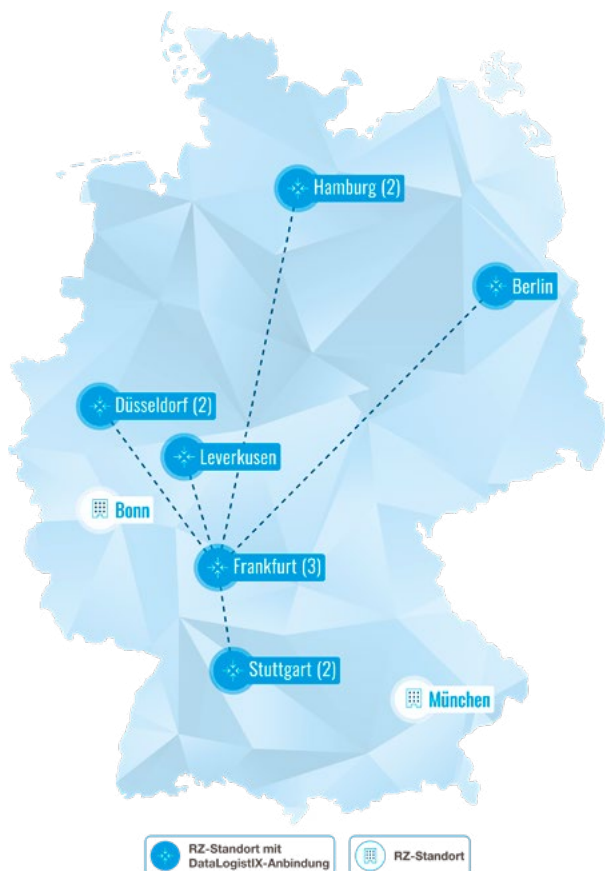 Hamburg (2)
Berlin
Düsseldorf (2)
Leverkusen
Bonn
Frankfurt (3)
Stuttgart (2)
München
RZ-Standort mit
DataLogistIX-Anbindung
RZ-Standort